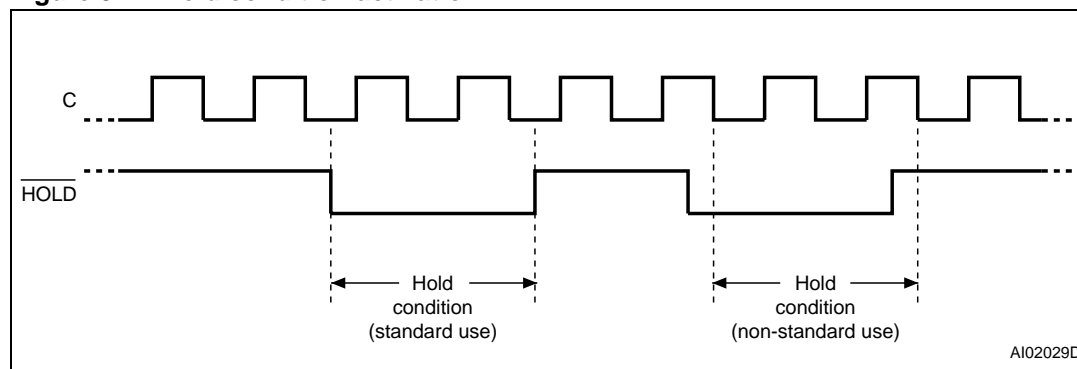 C
HOLD
Hold
condition
(standard use)
Hold
condition
(non-standard use)
AI02029D